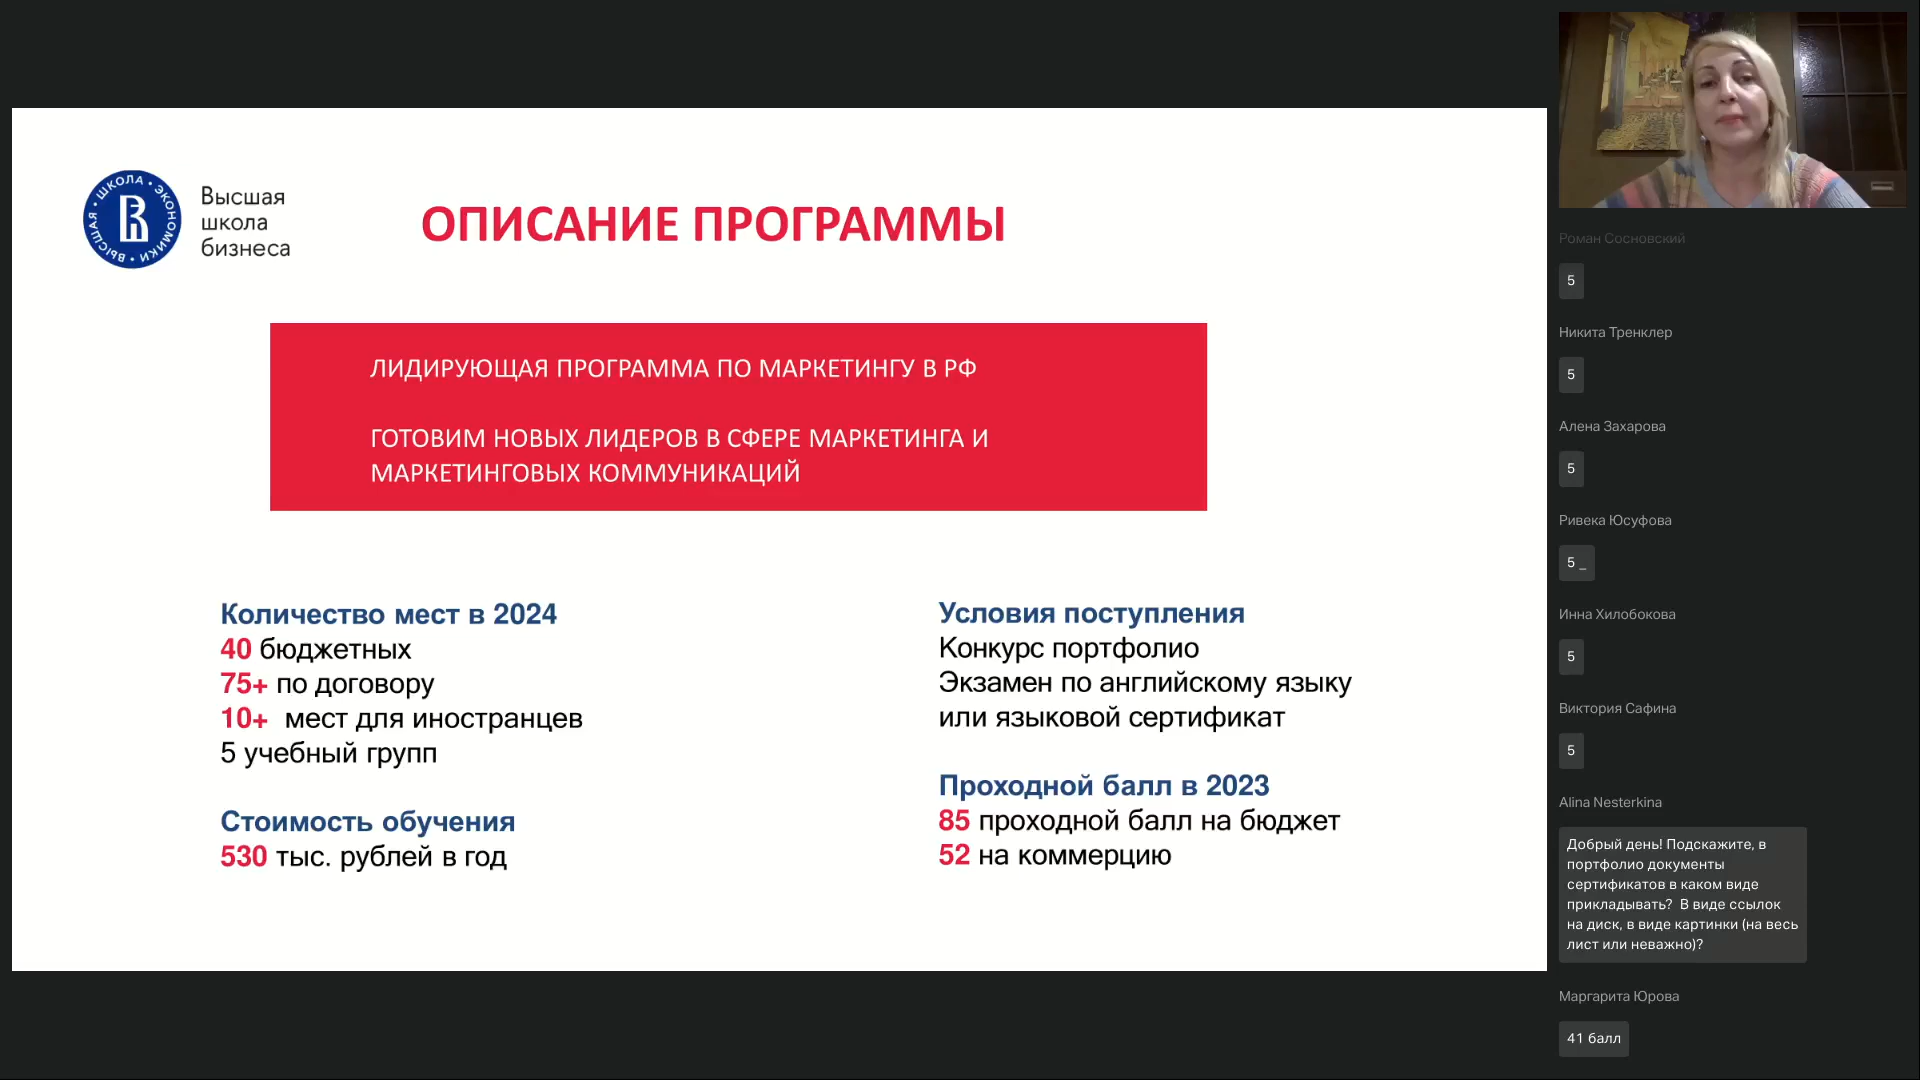 ВЫСШАЯ • ШКОЛА • ЭКОНОМИКИ •
Высшая
школа
бизнеса
ОПИСАНИЕ ПРОГРАММЫ
ЛИДИРУЮЩАЯ ПРОГРАММА ПО МАРКЕТИНГУ В РФ
ГОТОВИМ НОВЫХ ЛИДЕРОВ В СФЕРЕ МАРКЕТИНГА И
МАРКЕТИНГОВЫХ КОММУНИКАЦИЙ
Количество мест в 2024
40 бюджетных
75+ по договору
10+ мест для иностранцев
5 учебный групп
Стоимость обучения
530 тыс. рублей в год
Условия поступления
Конкурс портфолио
Экзамен по английскому языку
или языковой сертификат
Проходной балл в 2023
85 проходной балл на бюджет
52 на коммерцию
Роман Сосновский
5
Никита Тренклер
5
Алена Захарова
5
Ривека Юсуфова
5 _
Инна Хилобокова
5
Виктория Сафина
5
Alina Nesterkina
Добрый день! Подскажите, в
портфолио документы
сертификатов в каком виде
прикладывать? В виде ссылок
на диск, в виде картинки (на весь
лист или неважно)?
Маргарита Юрова
41 балл